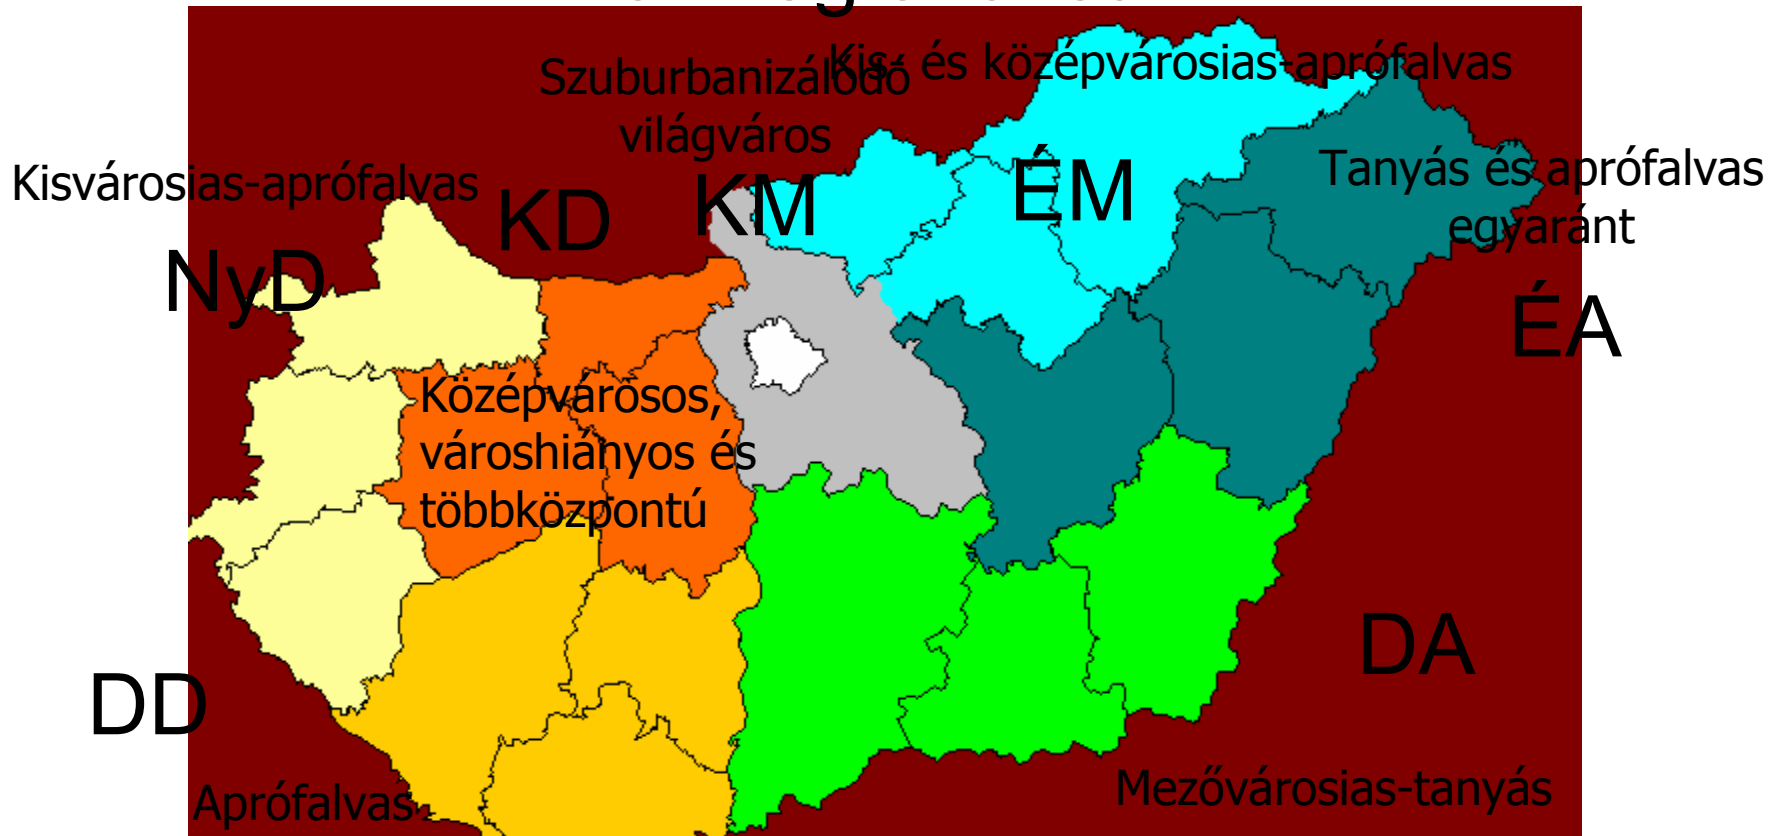 Kis- és középvárosias-aprófalvas
Szuburbanizálódó
világváros
Kisvárosias-aprófalvas
Tanyás és aprófalvas
egyaránt
KD
KM
ÉM
NyD
ÉA
Középvárosos,
városhiányos és
többközpontú
DA
DD
Aprófalvas
Mezővárosias-tanyás